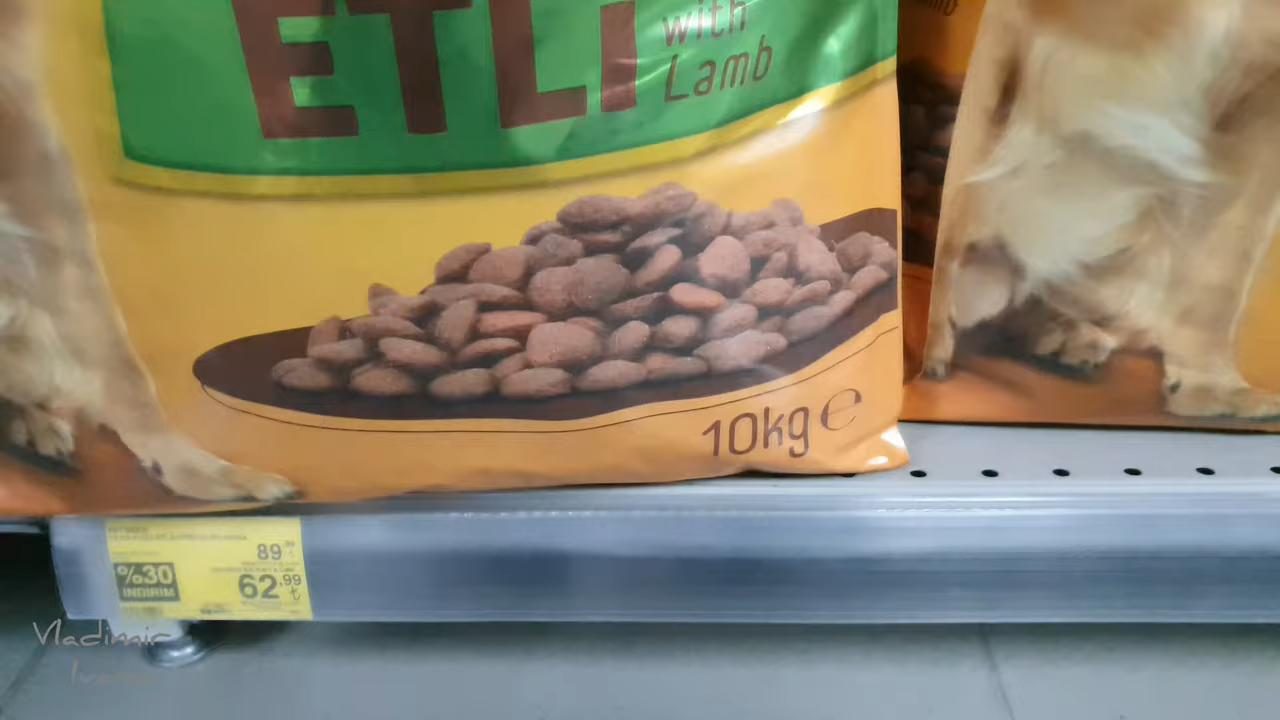 ETLİ
with
Lamb
10kg e
89
%30
İNDİRİM
62,99 ₺
Vladimir